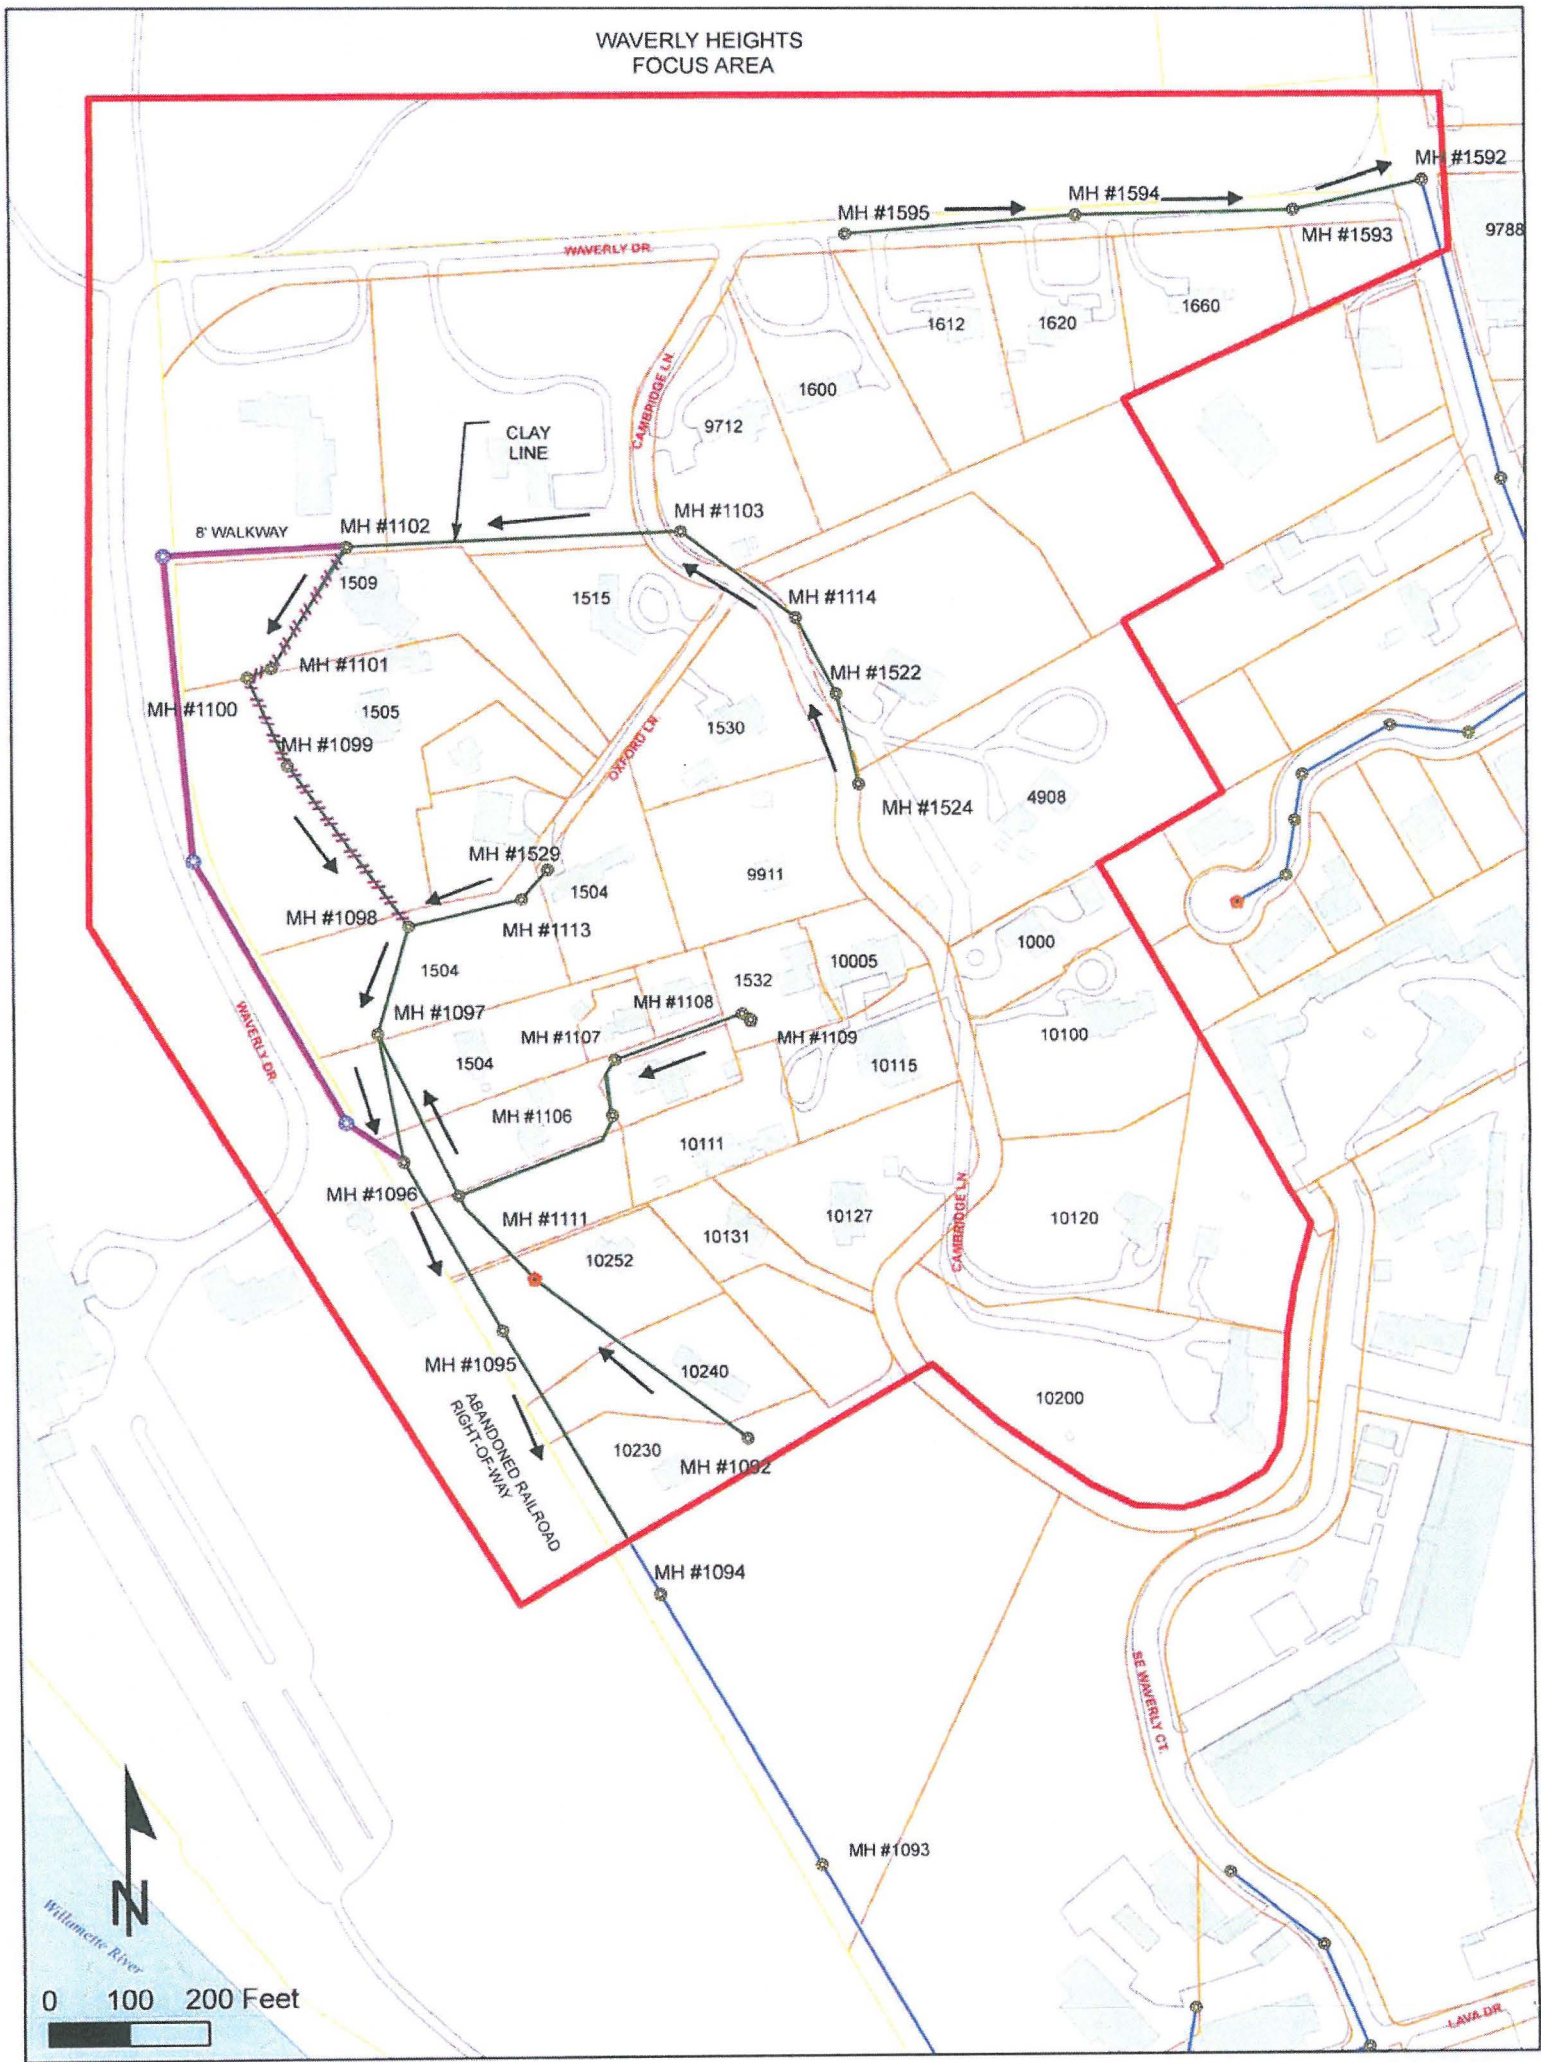 WAVERLY HEIGHTS
FOCUS AREA
MH #1592
MH #1594
MH #1595
MH #1593
9788
WAVERLY DR.
1660
1612
1620
CAMBRIDGE LN.
1600
9712
CLAY
LINE
MH #1103
8' WALKWAY
MH #1102
1509
1515
MH #1114
MH #1101
MH #1522
MH #1100
1505
1530
OXFORD LN.
MH #1099
4908
MH #1524
MH #1529
9911
1504
MH #1098
MH #1113
1000
10005
1504
1532
MH #1108
MH #1097
MH #1107
MH #1109
10100
WAVERLY DR.
1504
10115
MH #1106
10111
MH #1096
MH #1111
10131
10127
CAMBRIDGE LN
10120
10252
MH #1095
10240
10200
ABANDONED RAILROAD
RIGHT-OF-WAY
10230
MH #1092
MH #1094
SE WAVERLY CT.
MH #1093
N
Willamette River
0 100 200 Feet
LAVA DR.